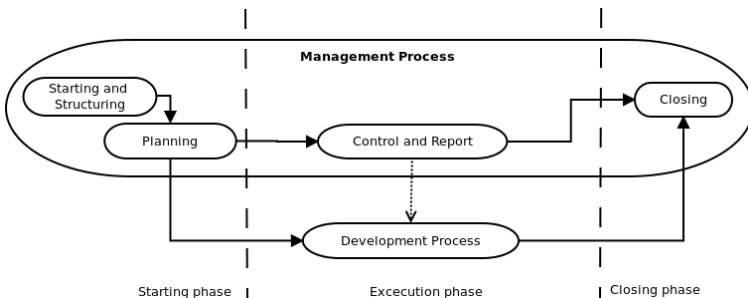 Management Process
Starting and
Structuring
Closing
Planning
Control and Report
Development Process
Starting phase
Excecution phase
Closing phase